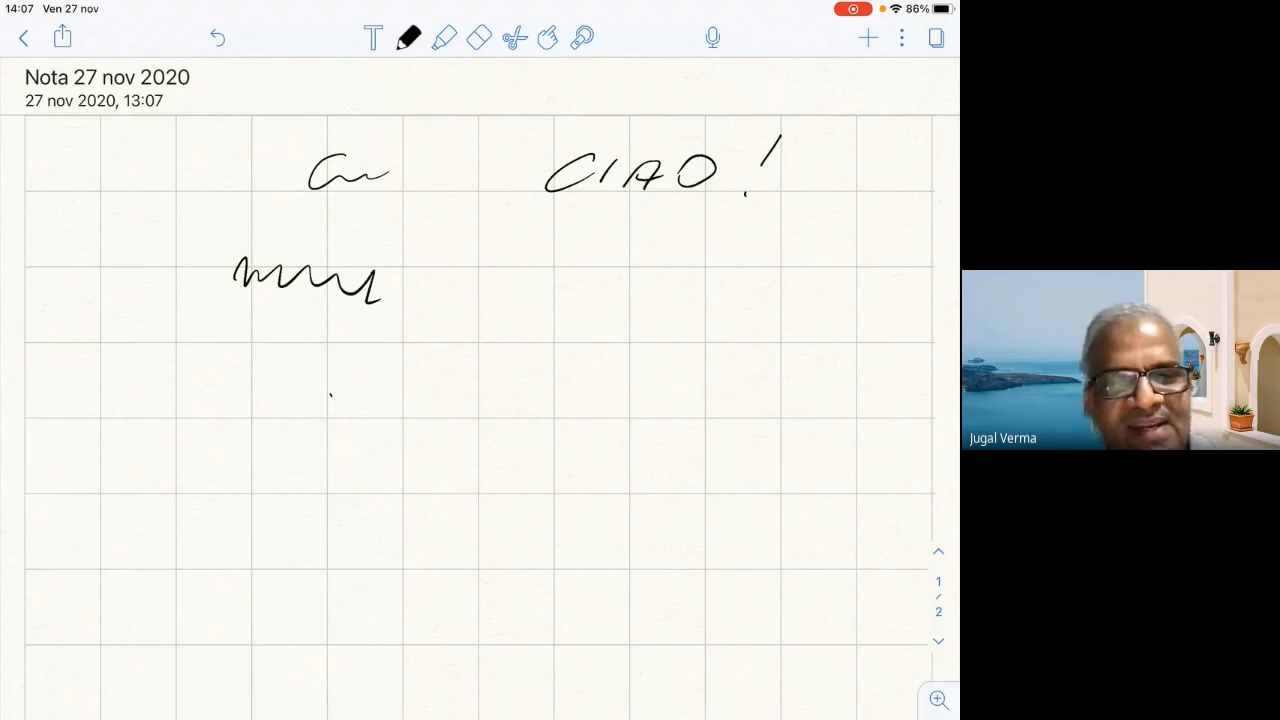 14:07 Ven 27 nov
86%
T
Nota 27 nov 2020
27 nov 2020, 13:07
CIAO!
Jugal Verma
1
/
2